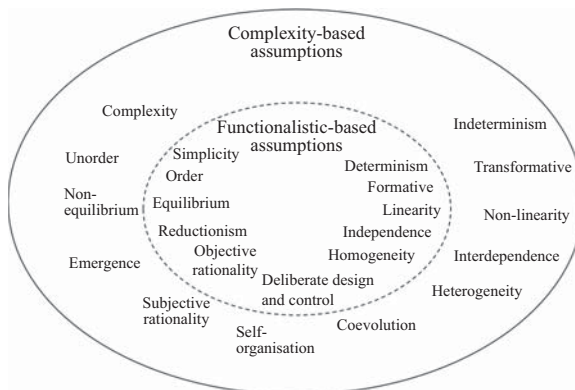 Complexity-based
assumptions
Complexity
Functionalistic-based
assumptions
Indeterminism
Unorder
Simplicity
Determinism
Transformative
Order
Formative
Non-
equilibrium
Equilibrium
Linearity
Non-linearity
Reductionism
Independence
Emergence
Objective
rationality
Homogeneity
Interdependence
Deliberate design
and control
Heterogeneity
Subjective
rationality
Self-
organisation
Coevolution